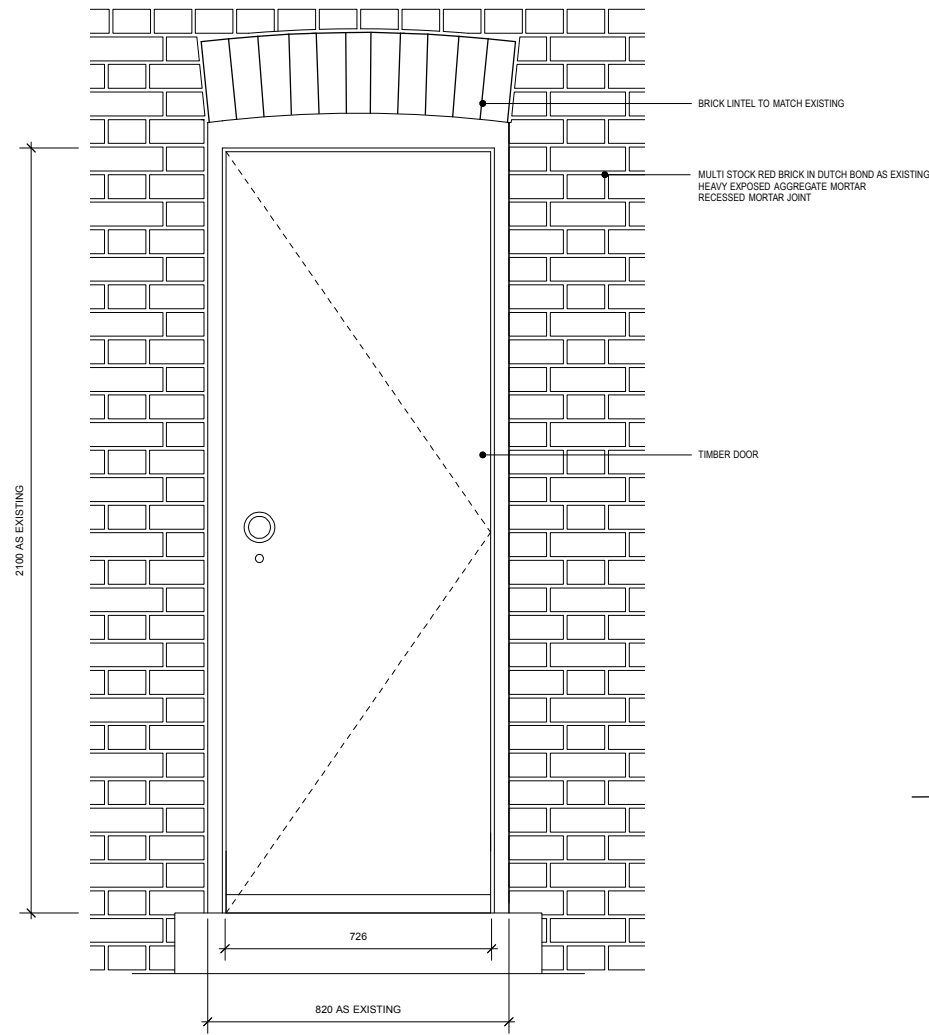 BRICK LINTEL TO MATCH EXISTING
MULTI STOCK RED BRICK IN DUTCH BOND AS EXISTING
HEAVY EXPOSED AGGREGATE MORTAR
RECESSED MORTAR JOINT
TIMBER DOOR
2100 AS EXISTING
726
820 AS EXISTING